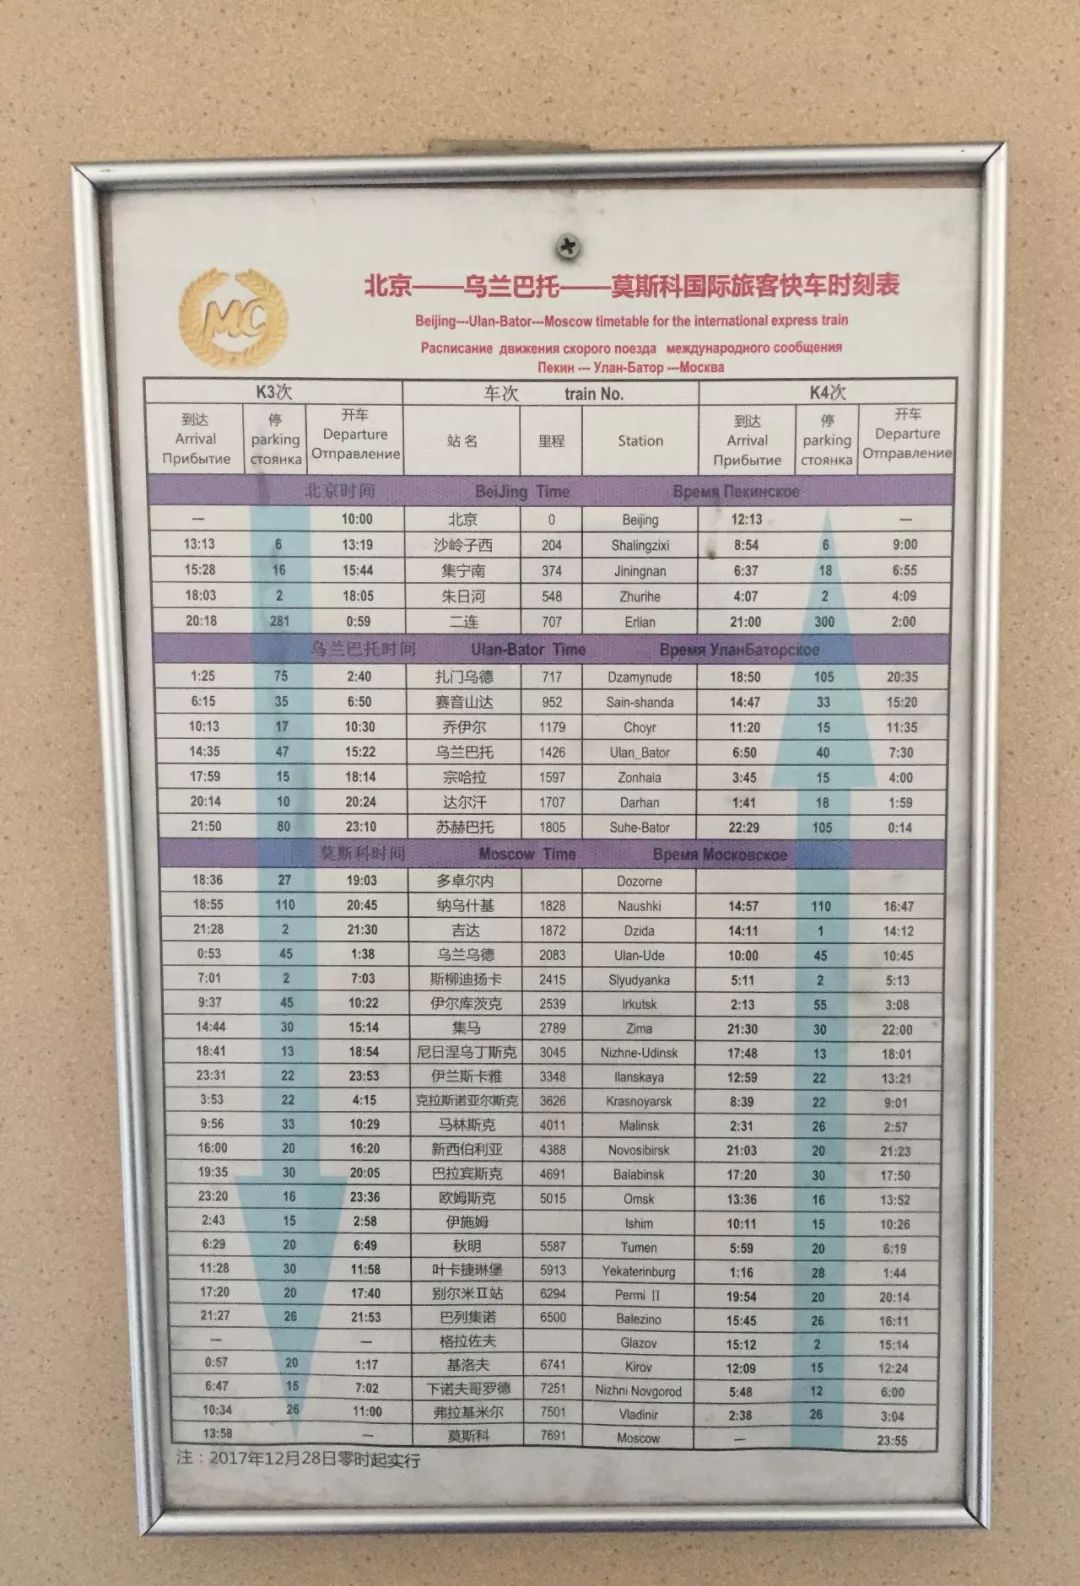 MC
北京——乌兰巴托——莫斯科国际旅客快车时刻表
Beijing---Ulan-Bator---Moscow timetable for the international express train
Расписание движения скорого поезда международного сообщения
Пекин --- Улан-Батор ---Москва
K3次 车次 train No. K4次
到达 停 开车 到达 停 开车
Arrival parking Departure 站 名 里程 Station Arrival parking Departure
Прибытие стоянка Отправление Прибытие стоянка Отправление
北京时间 BeiJing Time Время Пекинское
— 10:00 北京 0 Beijing 12:13 —
13:13 6 13:19 沙岭子西 204 Shalingzixi 8:54 6 9:00
15:28 16 15:44 集宁南 374 Jiningnan 6:37 18 6:55
18:03 2 18:05 朱日河 548 Zhurihe 4:07 2 4:09
20:18 281 0:59 二连 707 Erlian 21:00 300 2:00
乌兰巴托时间 Ulan-Bator Time Время УланБаторское
1:25 75 2:40 扎门乌德 717 Dzamynude 18:50 105 20:35
6:15 35 6:50 赛音山达 952 Sain-shanda 14:47 33 15:20
10:13 17 10:30 乔伊尔 1179 Choyr 11:20 15 11:35
14:35 47 15:22 乌兰巴托 1426 Ulan_Bator 6:50 40 7:30
17:59 15 18:14 宗哈拉 1597 Zonhala 3:45 15 4:00
20:14 10 20:24 达尔汗 1707 Darhan 1:41 18 1:59
21:50 80 23:10 苏赫巴托 1805 Suhe-Bator 22:29 105 0:14
莫斯科时间 Moscow Time Время Московское
18:36 27 19:03 多卓尔内 Dozorne
18:55 110 20:45 纳乌什基 1828 Naushki 14:57 110 16:47
21:28 2 21:30 吉达 1872 Dzida 14:11 1 14:12
0:53 45 1:38 乌兰乌德 2083 Ulan-Ude 10:00 45 10:45
7:01 2 7:03 斯柳迪扬卡 2415 Slyudyanka 5:11 2 5:13
9:37 45 10:22 伊尔库茨克 2539 Irkutsk 2:13 55 3:08
14:44 30 15:14 集马 2789 Zima 21:30 30 22:00
18:41 13 18:54 尼日涅乌丁斯克 3045 Nizhne-Udinsk 17:48 13 18:01
23:31 22 23:53 伊兰斯卡雅 3348 Ilanskaya 12:59 22 13:21
3:53 22 4:15 克拉斯诺亚尔斯克 3626 Krasnoyarsk 8:39 22 9:01
9:56 33 10:29 马林斯克 4011 Malinsk 2:31 26 2:57
16:00 20 16:20 新西伯利亚 4388 Novosibirsk 21:03 20 21:23
19:35 30 20:05 巴拉宾斯克 4691 Balabinsk 17:20 30 17:50
23:20 16 23:36 欧姆斯克 5015 Omsk 13:36 16 13:52
2:43 15 2:58 伊施姆 Ishim 10:11 15 10:26
6:29 20 6:49 秋明 5587 Tumen 5:59 20 6:19
11:28 30 11:58 叶卡捷琳堡 5913 Yekaterinburg 1:16 28 1:44
17:20 20 17:40 别尔米Ⅱ站 6294 Permi Ⅱ 19:54 20 20:14
21:27 26 21:53 巴列集诺 6500 Balezino 15:45 26 16:11
— — 格拉佐夫 Glazov 15:12 2 15:14
0:57 20 1:17 基洛夫 6741 Kirov 12:09 15 12:24
6:47 15 7:02 下诺夫哥罗德 7251 Nizhni Novgorod 5:48 12 6:00
10:34 26 11:00 弗拉基米尔 7501 Vladinir 2:38 26 3:04
13:58 — 莫斯科 7691 Moscow — 23:55
注：2017年12月28日零时起实行